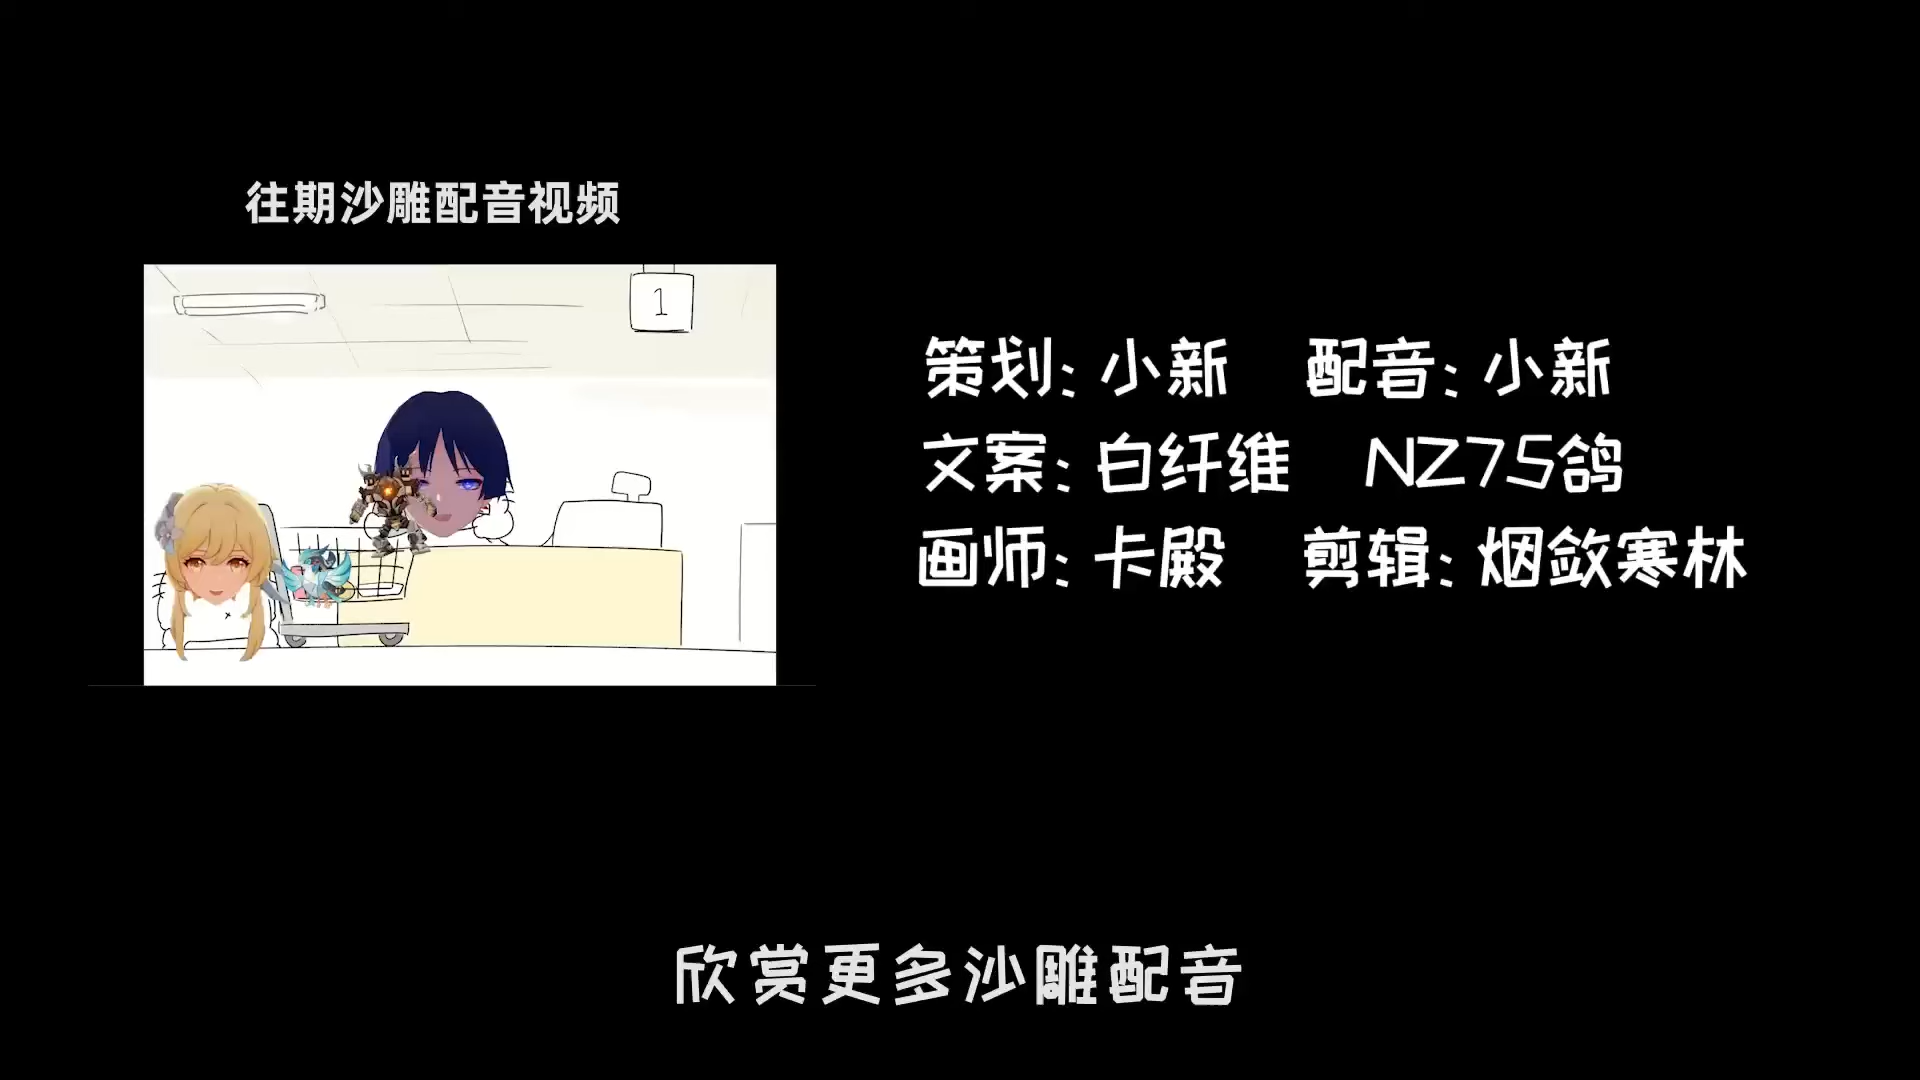 往期沙雕配音视频
1
策划: 小新 配音: 小新
文案: 白纤维 NZ75鸽
画师: 卡殿 剪辑: 烟敛寒林
欣赏更多沙雕配音